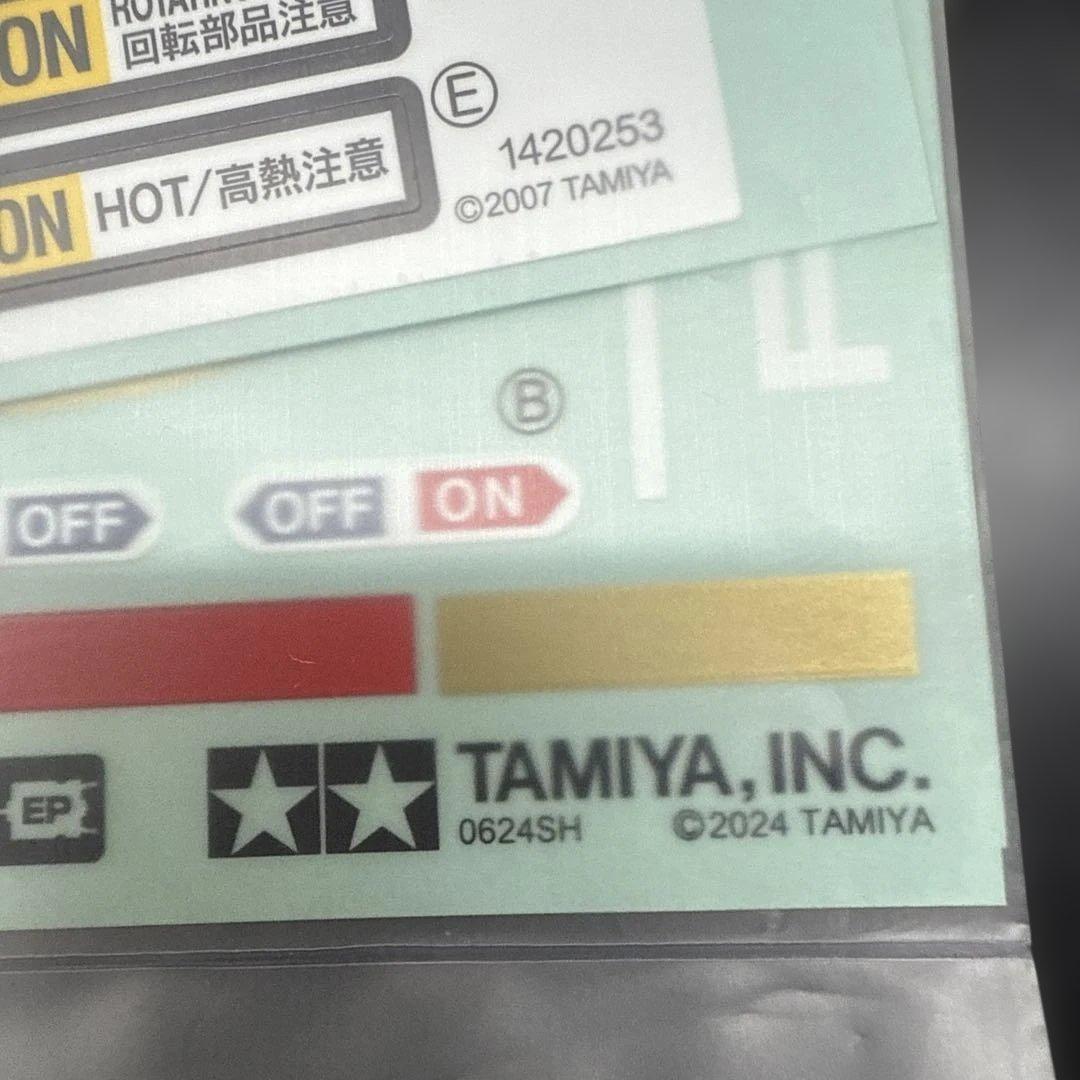 ON
回転部品注意
E
ON HOT/高熱注意
1420253
©2007 TAMIYA
B
OFF
OFF ON
EP
TAMIYA, INC.
0624SH ©2024 TAMIYA